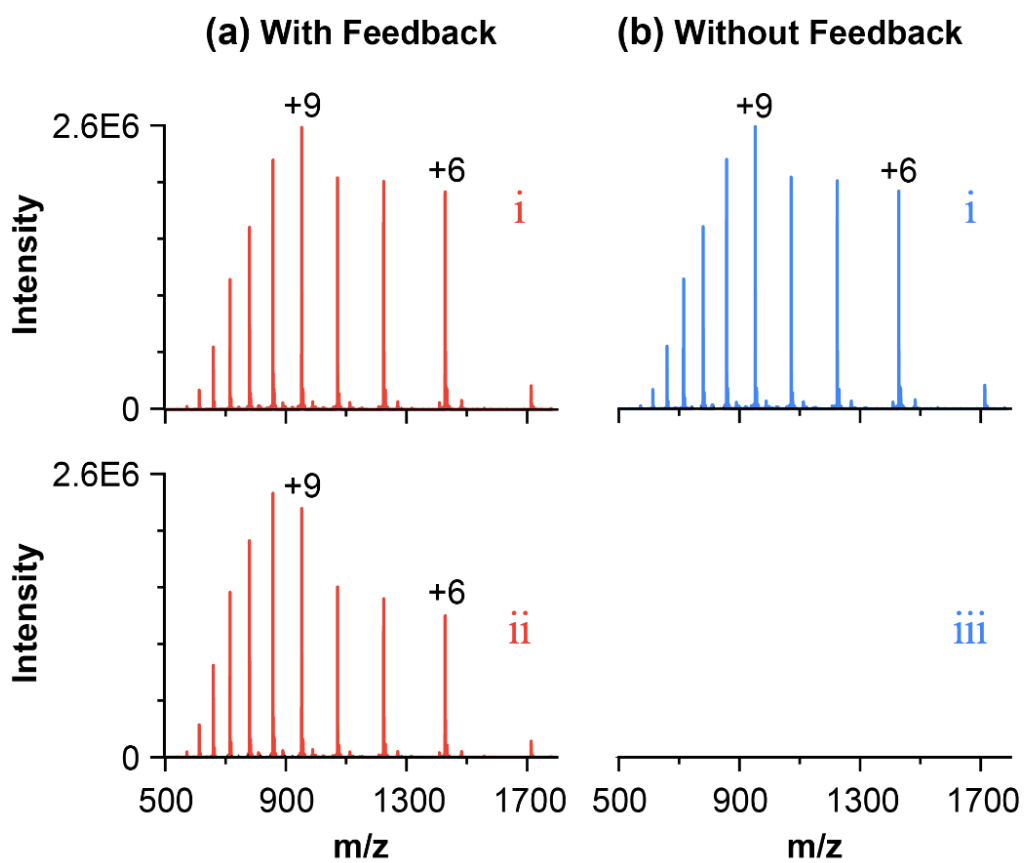 (a) With Feedback
(b) Without Feedback
2.6E6
+9
+6
i
Intensity
0
+9
+6
i
2.6E6
+9
+6
ii
Intensity
0
iii
500 900 1300 1700
m/z
500 900 1300 1700
m/z